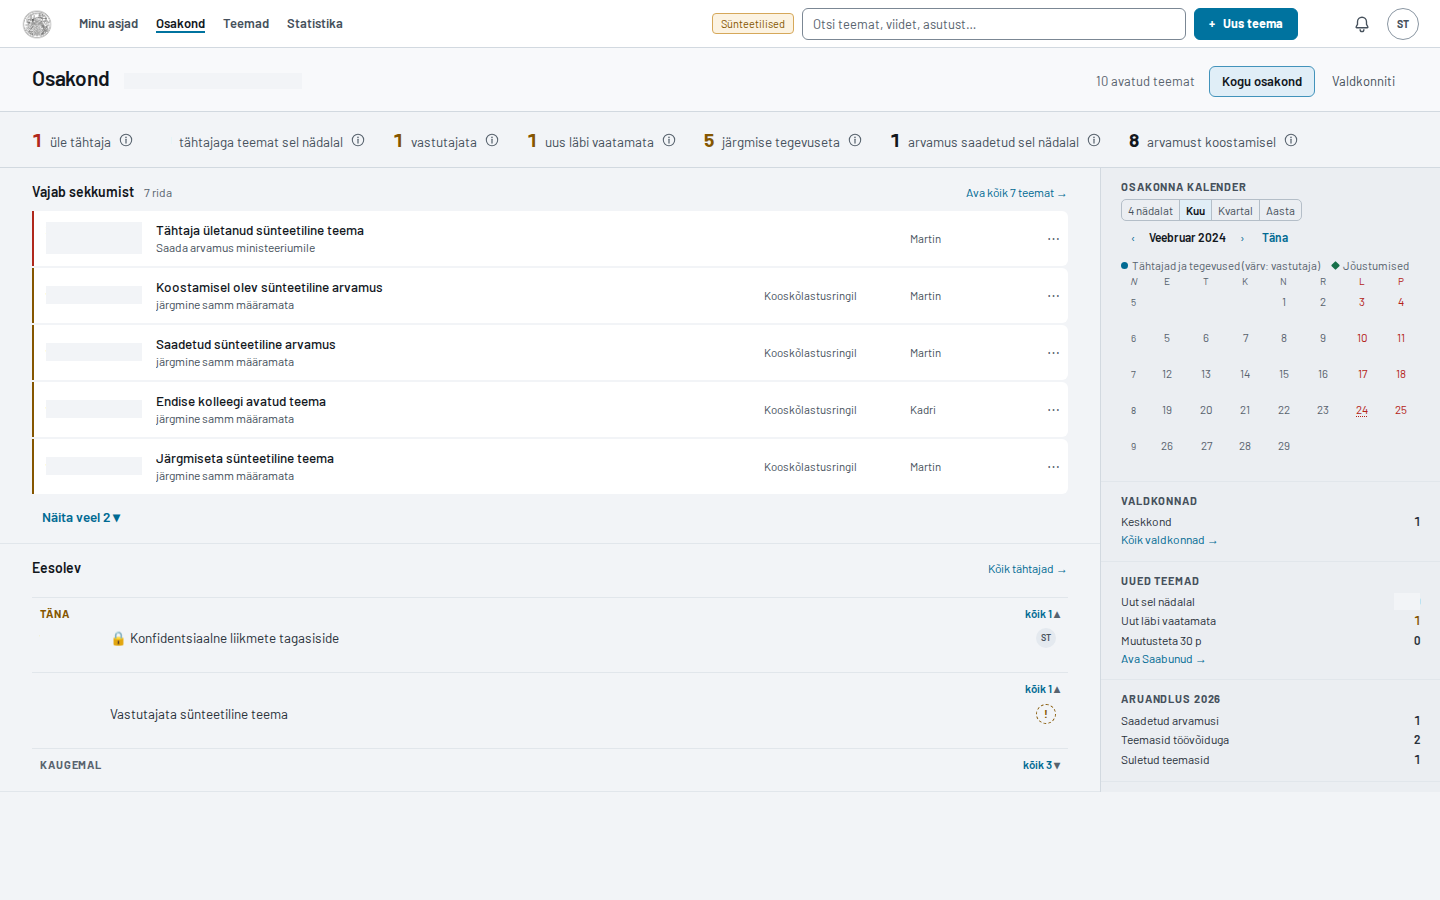 Minu asjad Osakond Teemad Statistika Sünteetilised Otsi teemat, viidet, asutust... + Uus teema ST
Osakond 10 avatud teemat Kogu osakond Valdkonniti
1 üle tähtaja tähtajaga teemat sel nädalal 1 vastutajata 1 uus läbi vaatamata 5 järgmise tegevuseta 1 arvamus saadetud sel nädalal 8 arvamust koostamisel
Vajab sekkumist 7 rida Ava kõik 7 teemat →
Tähtaja ületanud sünteetiline teema
Saada arvamus ministeeriumile
Martin ...
Koostamisel olev sünteetiline arvamus
järgmine samm määramata
Kooskõlastusringil Martin ...
Saadetud sünteetiline arvamus
järgmine samm määramata
Kooskõlastusringil Martin ...
Endise kolleegi avatud teema
järgmine samm määramata
Kooskõlastusringil Kadri ...
Järgmiseta sünteetiline teema
järgmine samm määramata
Kooskõlastusringil Martin ...
Näita veel 2 ▼
Eesolev Kõik tähtajad →
TÄNA kõik 1 ▲
🔒 Konfidentsiaalne liikmete tagasiside ST
kõik 1 ▲
Vastutajata sünteetiline teema !
KAUGEMAL kõik 3 ▼
OSAKONNA KALENDER
4 nädalat Kuu Kvartal Aasta
‹ Veebruar 2024 › Täna
Tähtajad ja tegevused (värv: vastutaja) Jõustumised
N E T K N R L P
5 1 2 3 4
6 5 6 7 8 9 10 11
7 12 13 14 15 16 17 18
8 19 20 21 22 23 24 25
9 26 27 28 29
VALDKONNAD
Keskkond 1
Kõik valdkonnad →
UUED TEEMAD
Uut sel nädalal
Uut läbi vaatamata 1
Muutusteta 30 p 0
Ava Saabunud →
ARUANDLUS 2026
Saadetud arvamusi 1
Teemasid töövõiduga 2
Suletud teemasid 1